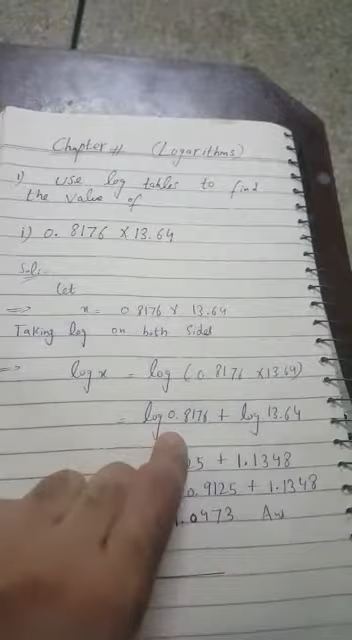 Chapter # (Logarithms)
1) Use log tables to find
the value of
i) 0.8176 × 13.64
Sol:
Let
=> x = 0.8176 × 13.64
Taking log on both sides
=> log x = log (0.8176 × 13.64)
= log 0.8176 + log 13.64
25 + 1.1348
0.9125 + 1.1348
1.0473 Ans